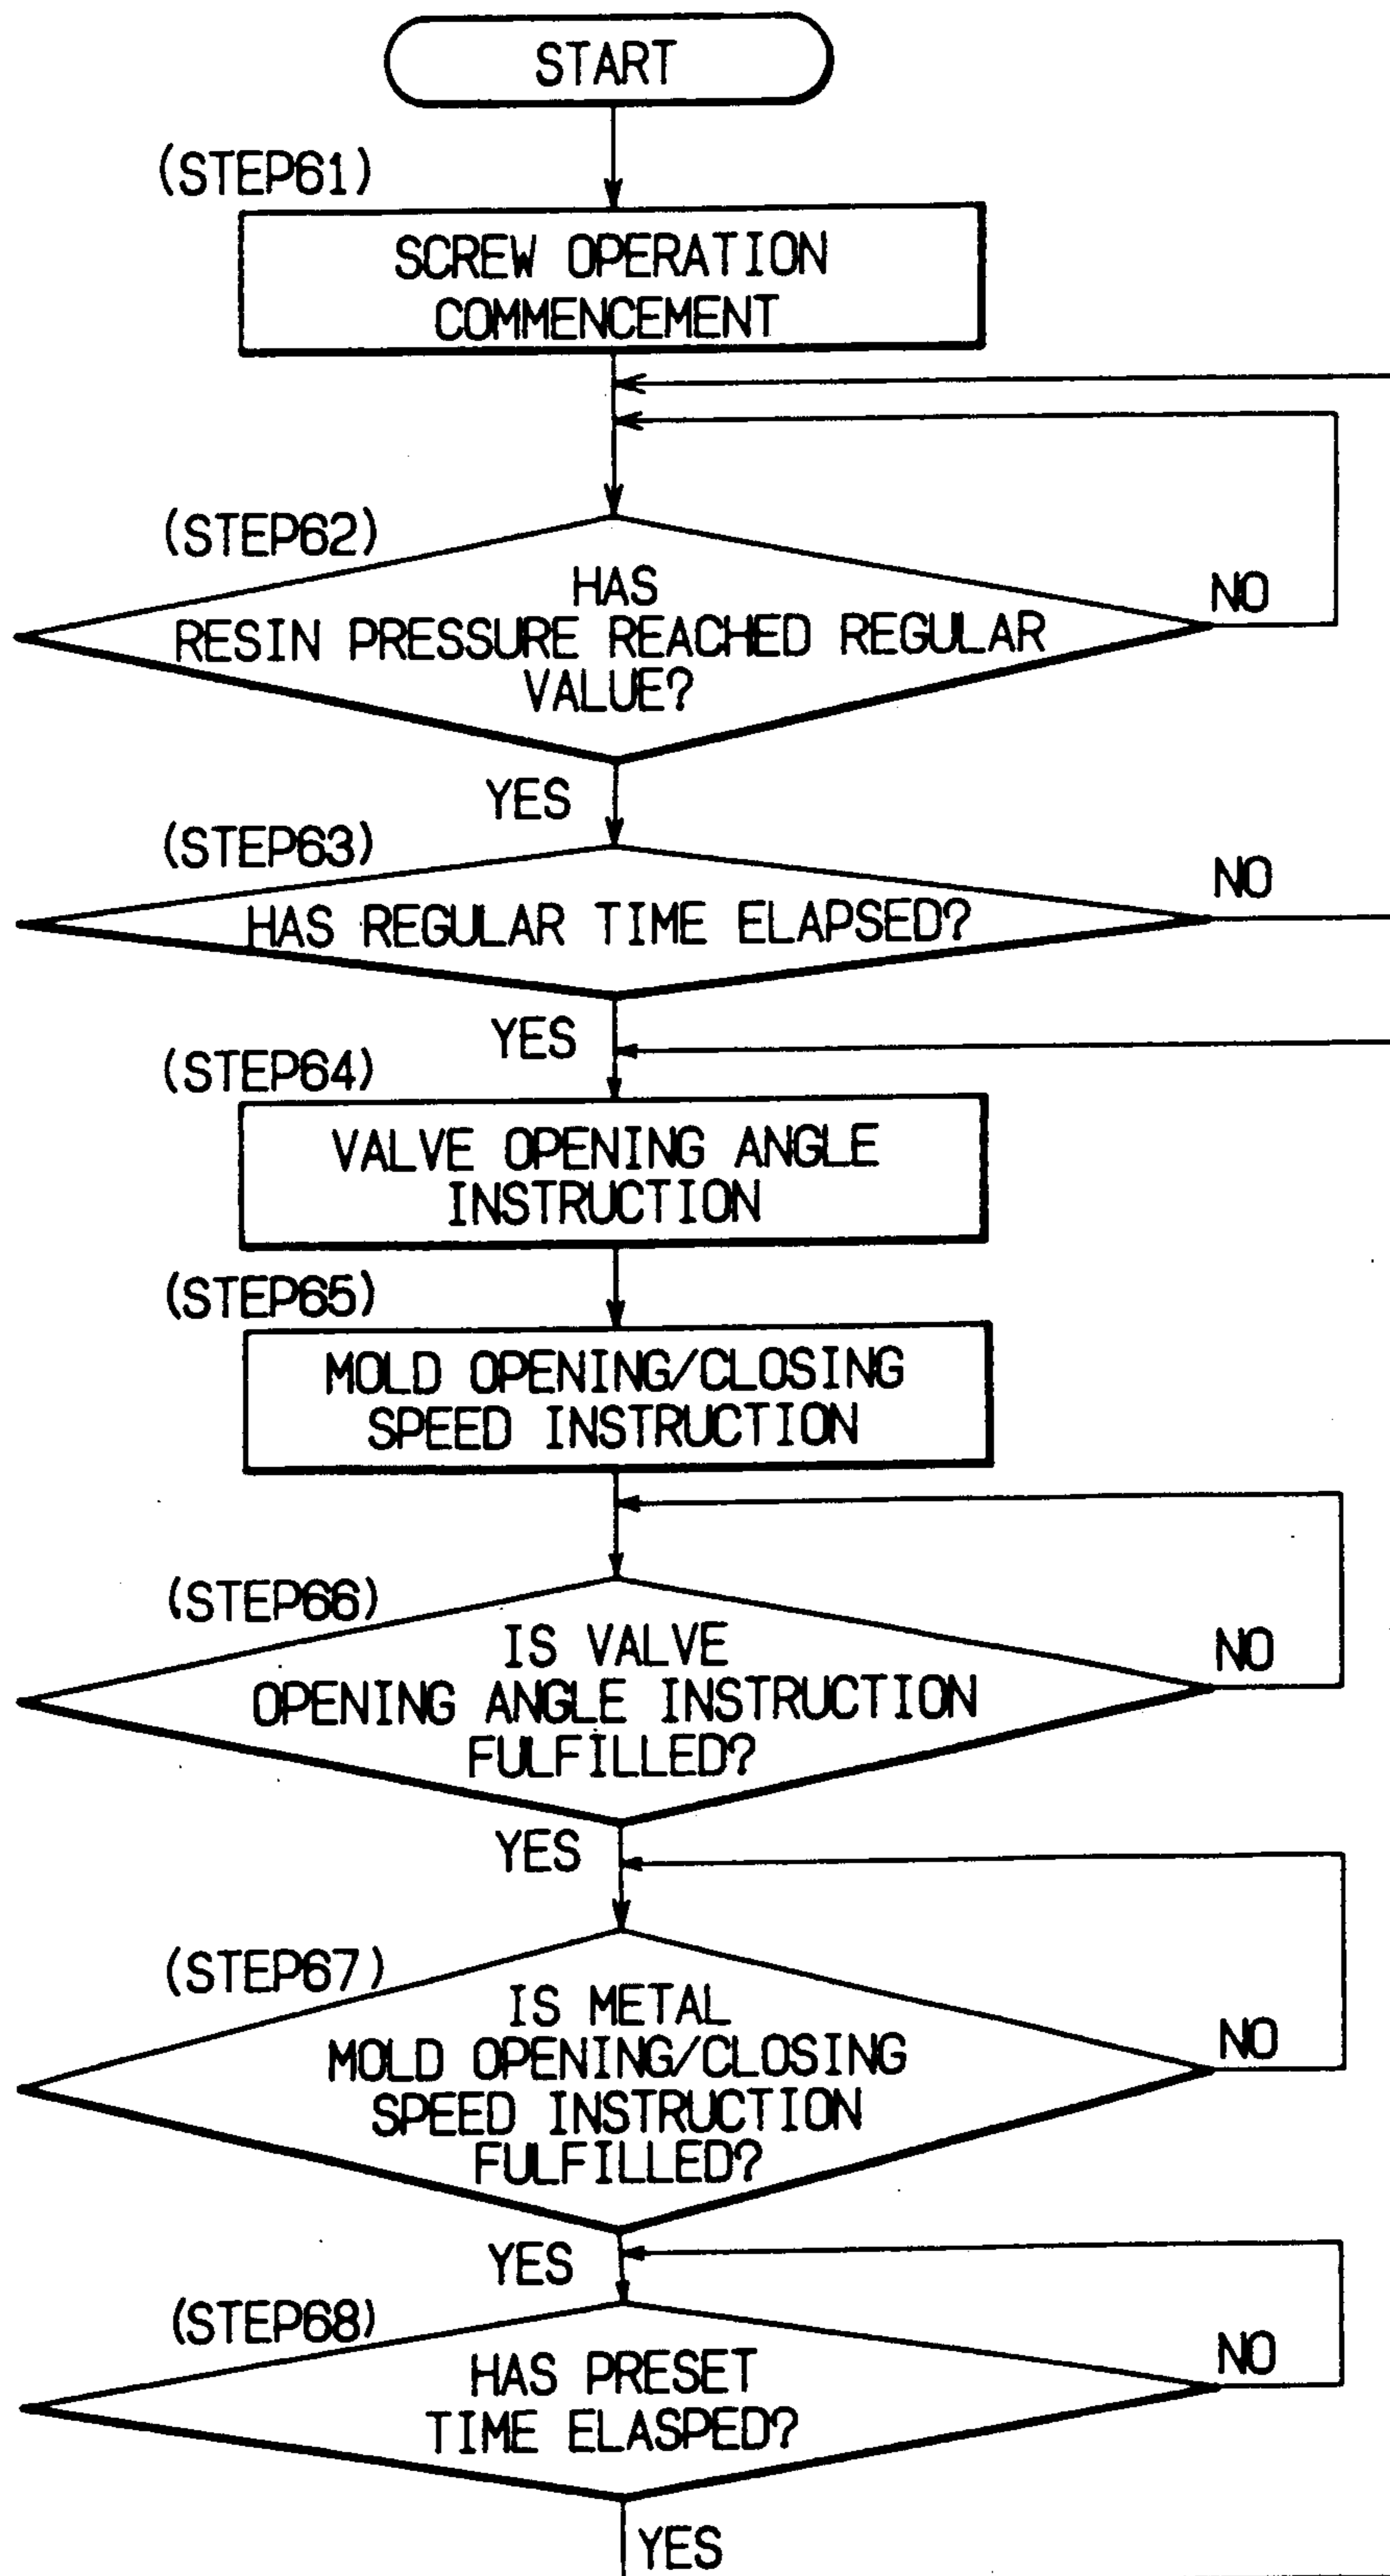 START
(STEP61)
SCREW OPERATION
COMMENCEMENT
(STEP62)
HAS
RESIN PRESSURE REACHED REGULAR
VALUE?
NO
YES
(STEP63)
HAS REGULAR TIME ELAPSED?
NO
YES
(STEP64)
VALVE OPENING ANGLE
INSTRUCTION
(STEP65)
MOLD OPENING/CLOSING
SPEED INSTRUCTION
(STEP66)
IS VALVE
OPENING ANGLE INSTRUCTION
FULFILLED?
NO
YES
(STEP67)
IS METAL
MOLD OPENING/CLOSING
SPEED INSTRUCTION
FULFILLED?
NO
YES
(STEP68)
HAS PRESET
TIME ELASPED?
NO
YES